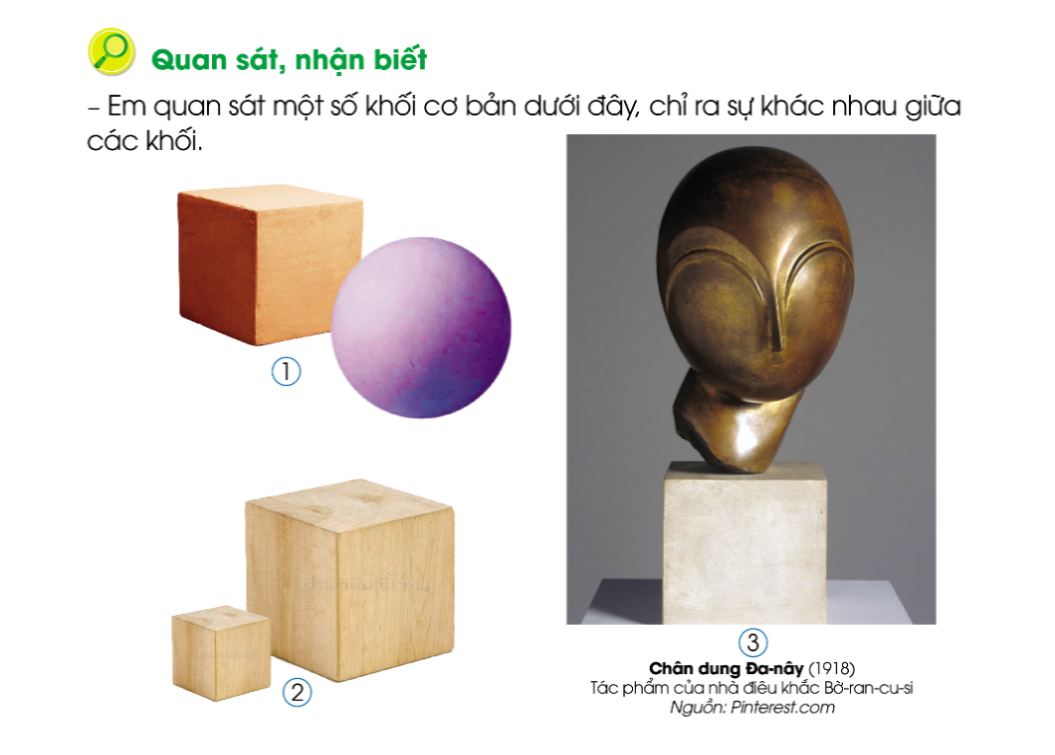 Quan sát, nhận biết
– Em quan sát một số khối cơ bản dưới đây, chỉ ra sự khác nhau giữa
các khối.
1
2
3
Chân dung Đa-nây (1918)
Tác phẩm của nhà điêu khắc Bờ-ran-cu-si
Nguồn: Pinterest.com